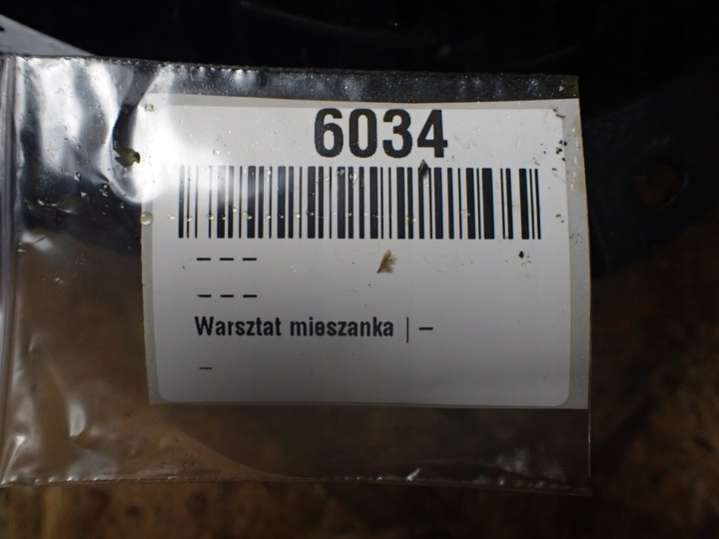 6034
– – –
– – –
Warsztat mieszanka | –
–